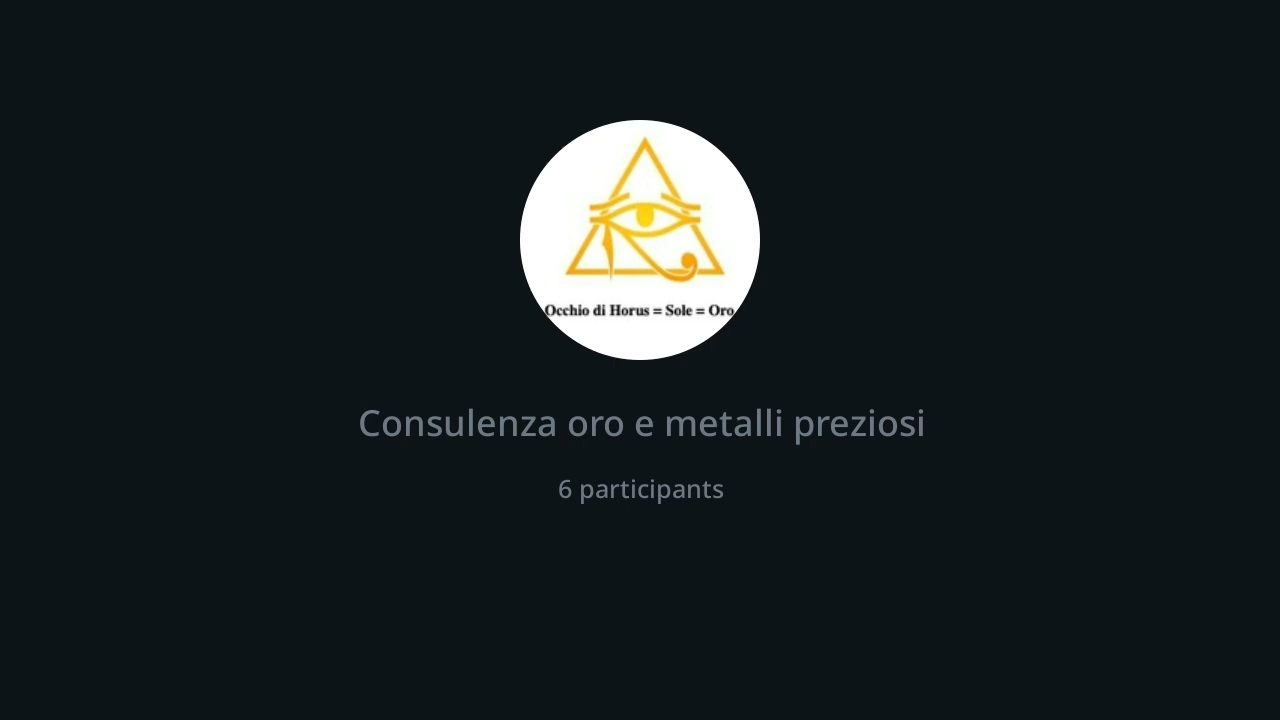 Occhio di Horus = Sole = Oro
Consulenza oro e metalli preziosi
6 participants